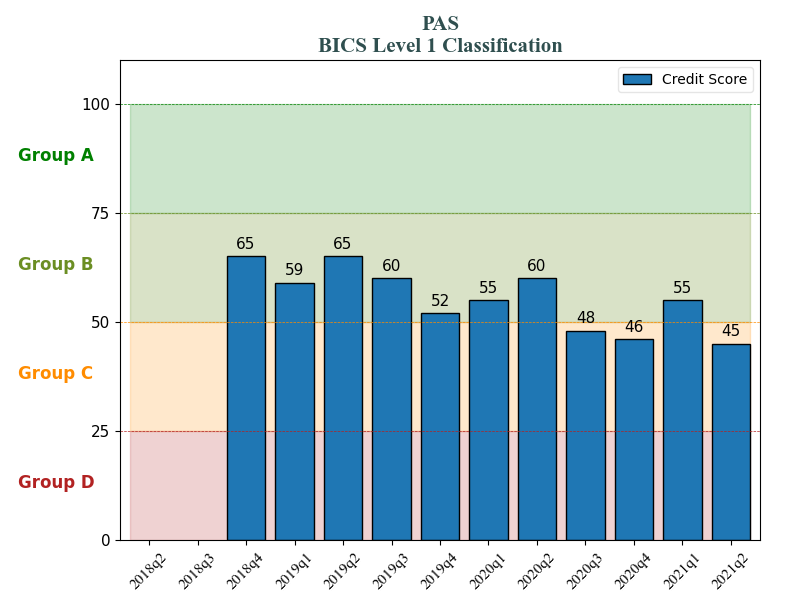 PAS
BICS Level 1 Classification
Credit Score
100
Group A
75
65
59
65
60
52
55
60
48
46
55
45
Group B
50
Group C
25
Group D
0
2018q2
2018q3
2018q4
2019q1
2019q2
2019q3
2019q4
2020q1
2020q2
2020q3
2020q4
2021q1
2021q2